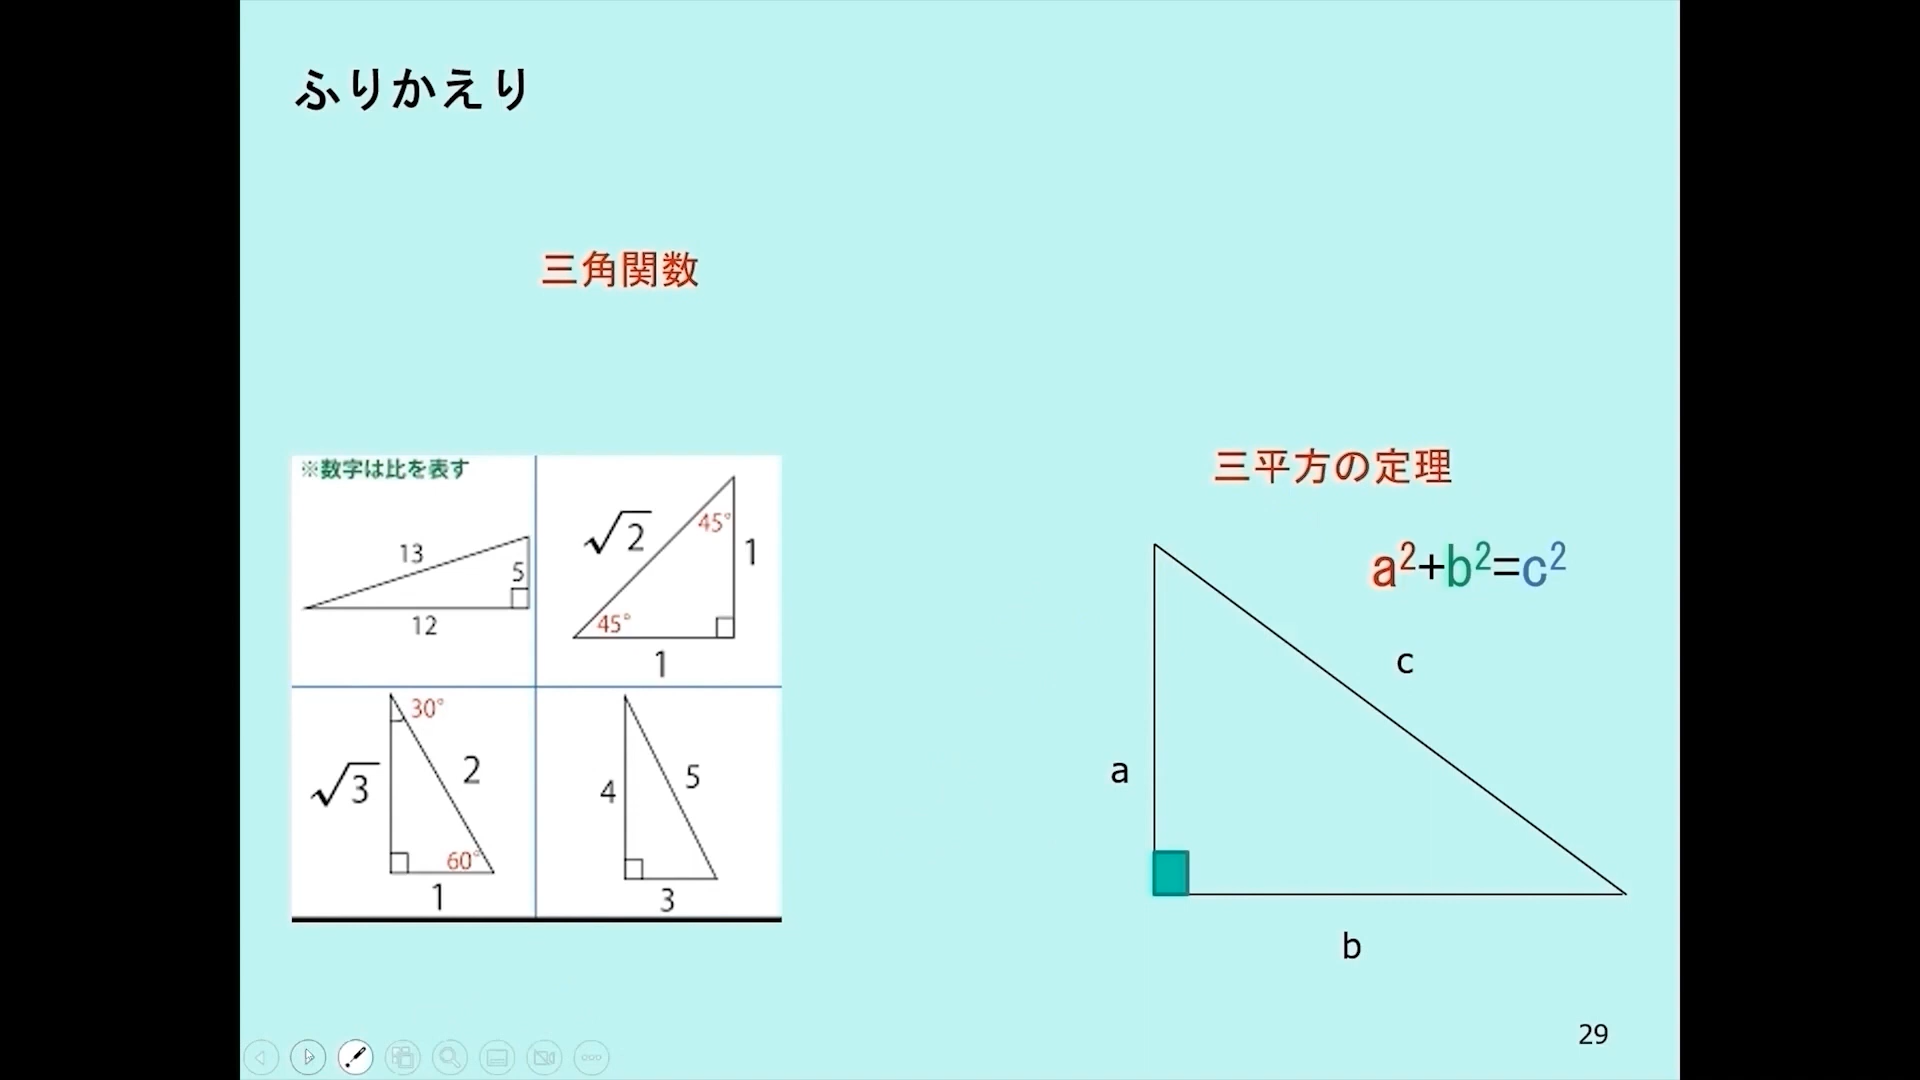 ふりかえり
三角関数
※数字は比を表す
13
5
12
√2
45°
1
45°
1
30°
√3
2
60°
1
4
5
3
三平方の定理
a²+b²=c²
c
a
b
29